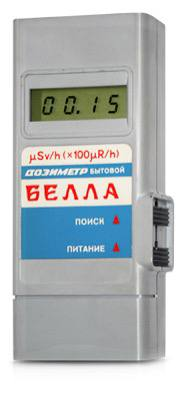 00.15
µSv/h (×100µR/h)
ДОЗИМЕТР БЫТОВОЙ
БЕЛЛА
ПОИСК
ПИТАНИЕ